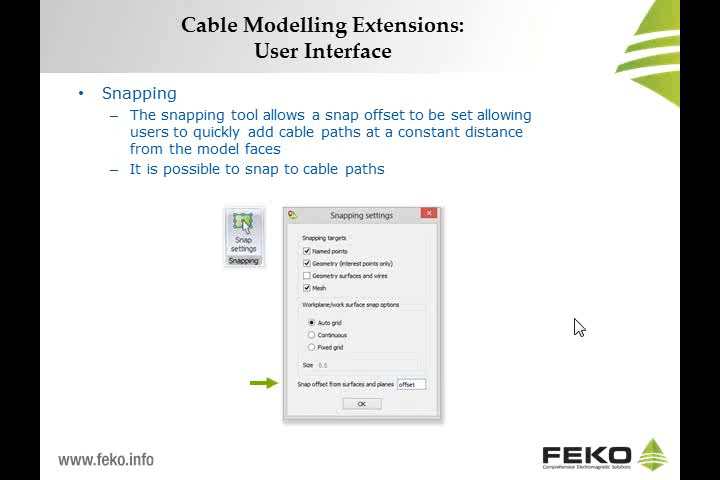 Cable Modelling Extensions:
User Interface
• Snapping
– The snapping tool allows a snap offset to be set allowing
users to quickly add cable paths at a constant distance
from the model faces
– It is possible to snap to cable paths
Snap
settings
Snapping
Snapping settings
Snapping targets
Named points
Geometry (interest points only)
Geometry surfaces and wires
Mesh
Workplane/work surface snap options
Auto grid
Continuous
Fixed grid
Size 0.5
Snap offset from surfaces and planes offset
OK
www.feko.info
FEKO
Comprehensive Electromagnetic Solutions